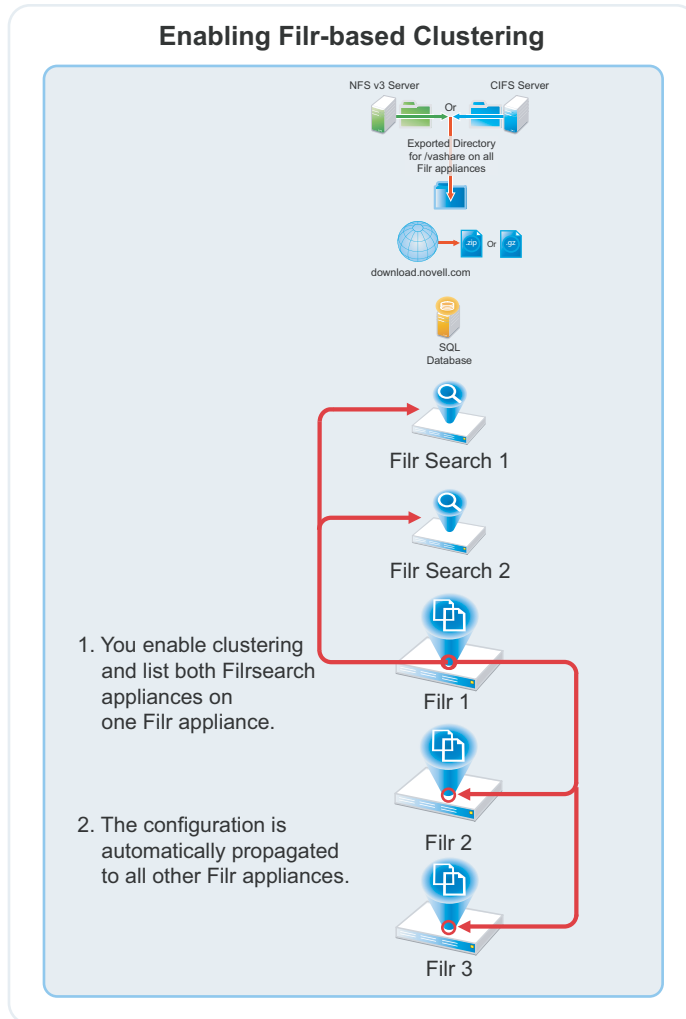 Enabling Filr-based Clustering
NFS v3 Server
CIFS Server
Or
Exported Directory
for /vashare on all
Filr appliances
.zip
Or
.gz
download.novell.com
SQL
Database
Filr Search 1
Filr Search 2
1. You enable clustering
and list both Filrsearch
appliances on
one Filr appliance.
Filr 1
2. The configuration is
automatically propagated
to all other Filr appliances.
Filr 2
Filr 3